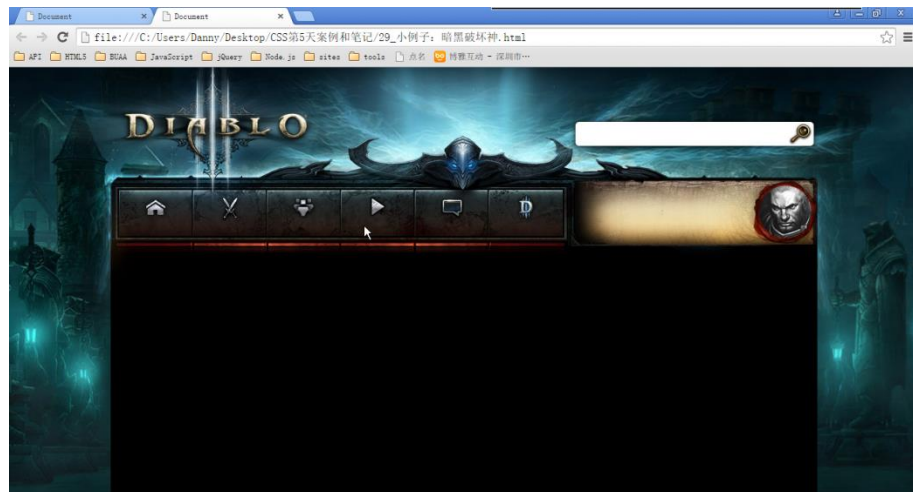 Document
Document
file:///C:/Users/Danny/Desktop/CSS第5天案例和笔记/29_小例子：暗黑破坏神.html
API HTML5 BUAA JavaScript jQuery Node.js sites tools 点名 博雅互动 - 深圳市…
DIABLO